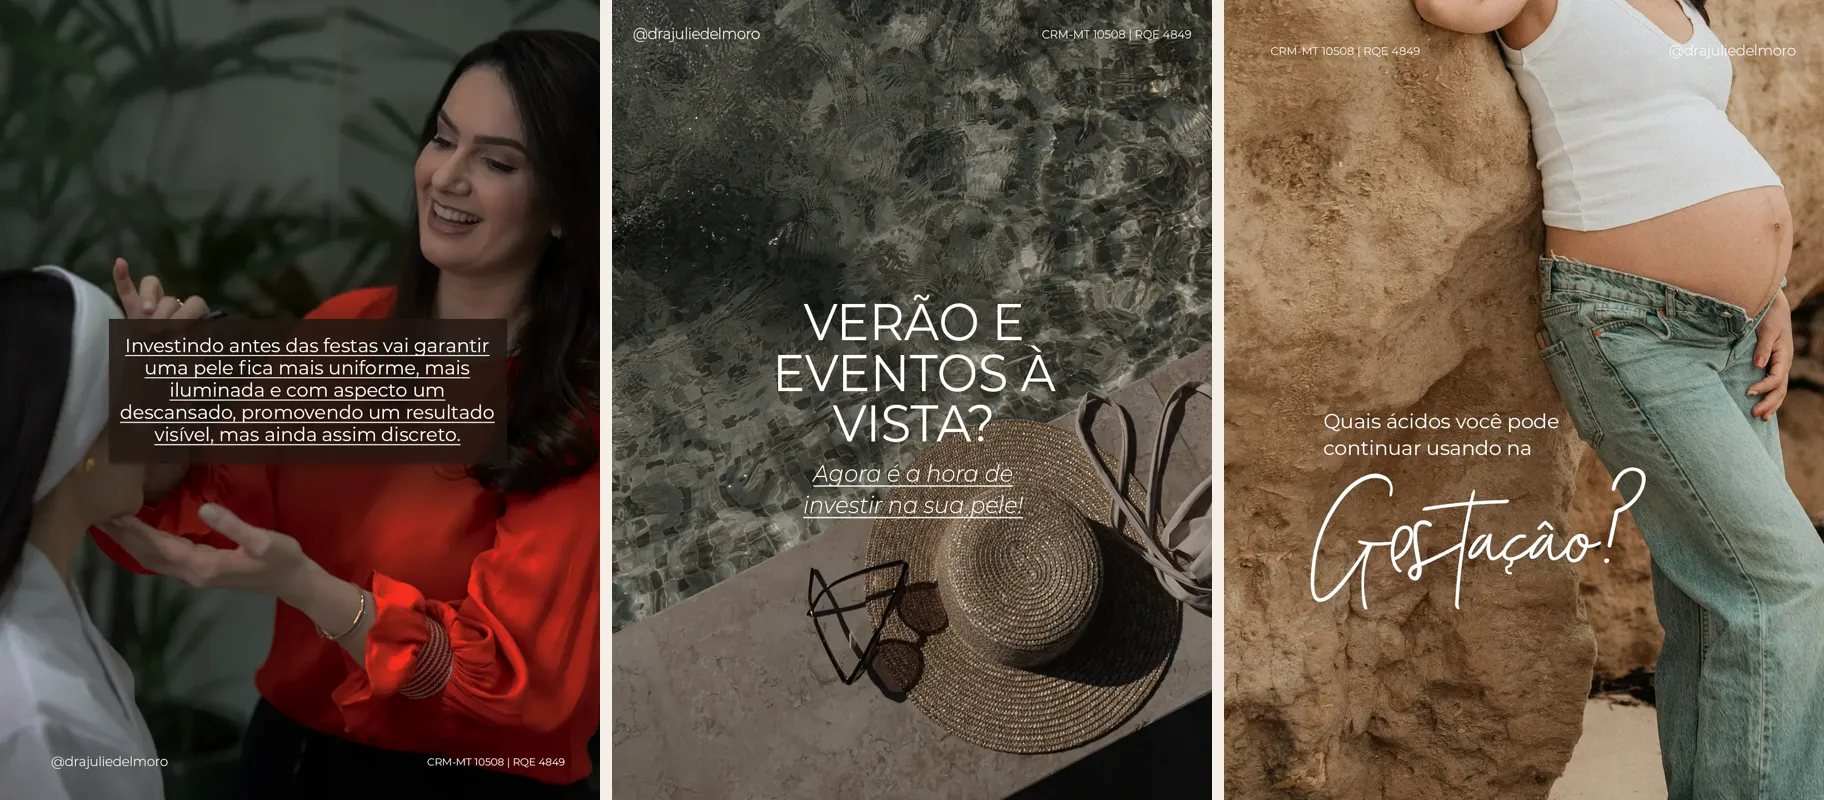 Investindo antes das festas vai garantir
uma pele fica mais uniforme, mais
iluminada e com aspecto um
descansado, promovendo um resultado
visível, mas ainda assim discreto.
@drajuliedelmoro
CRM-MT 10508 | RQE 4849
@drajuliedelmoro
CRM-MT 10508 | RQE 4849
VERÃO E
EVENTOS À
VISTA?
Agora é a hora de
investir na sua pele!
CRM-MT 10508 | RQE 4849
@drajuliedelmoro
Quais ácidos você pode
continuar usando na
Gestação?